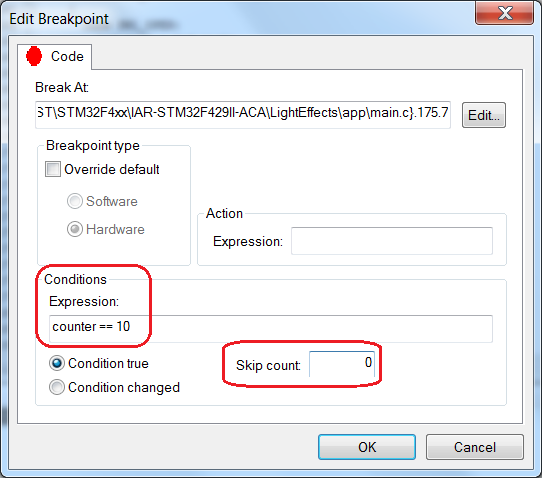 Edit Breakpoint
Code
Break At:
ST\STM32F4xx\IAR-STM32F429II-ACA\LightEffects\app\main.c}.175.7
Edit...
Breakpoint type
Override default
Software
Hardware
Action
Expression:
Conditions
Expression:
counter == 10
Condition true
Condition changed
Skip count:
0
OK
Cancel